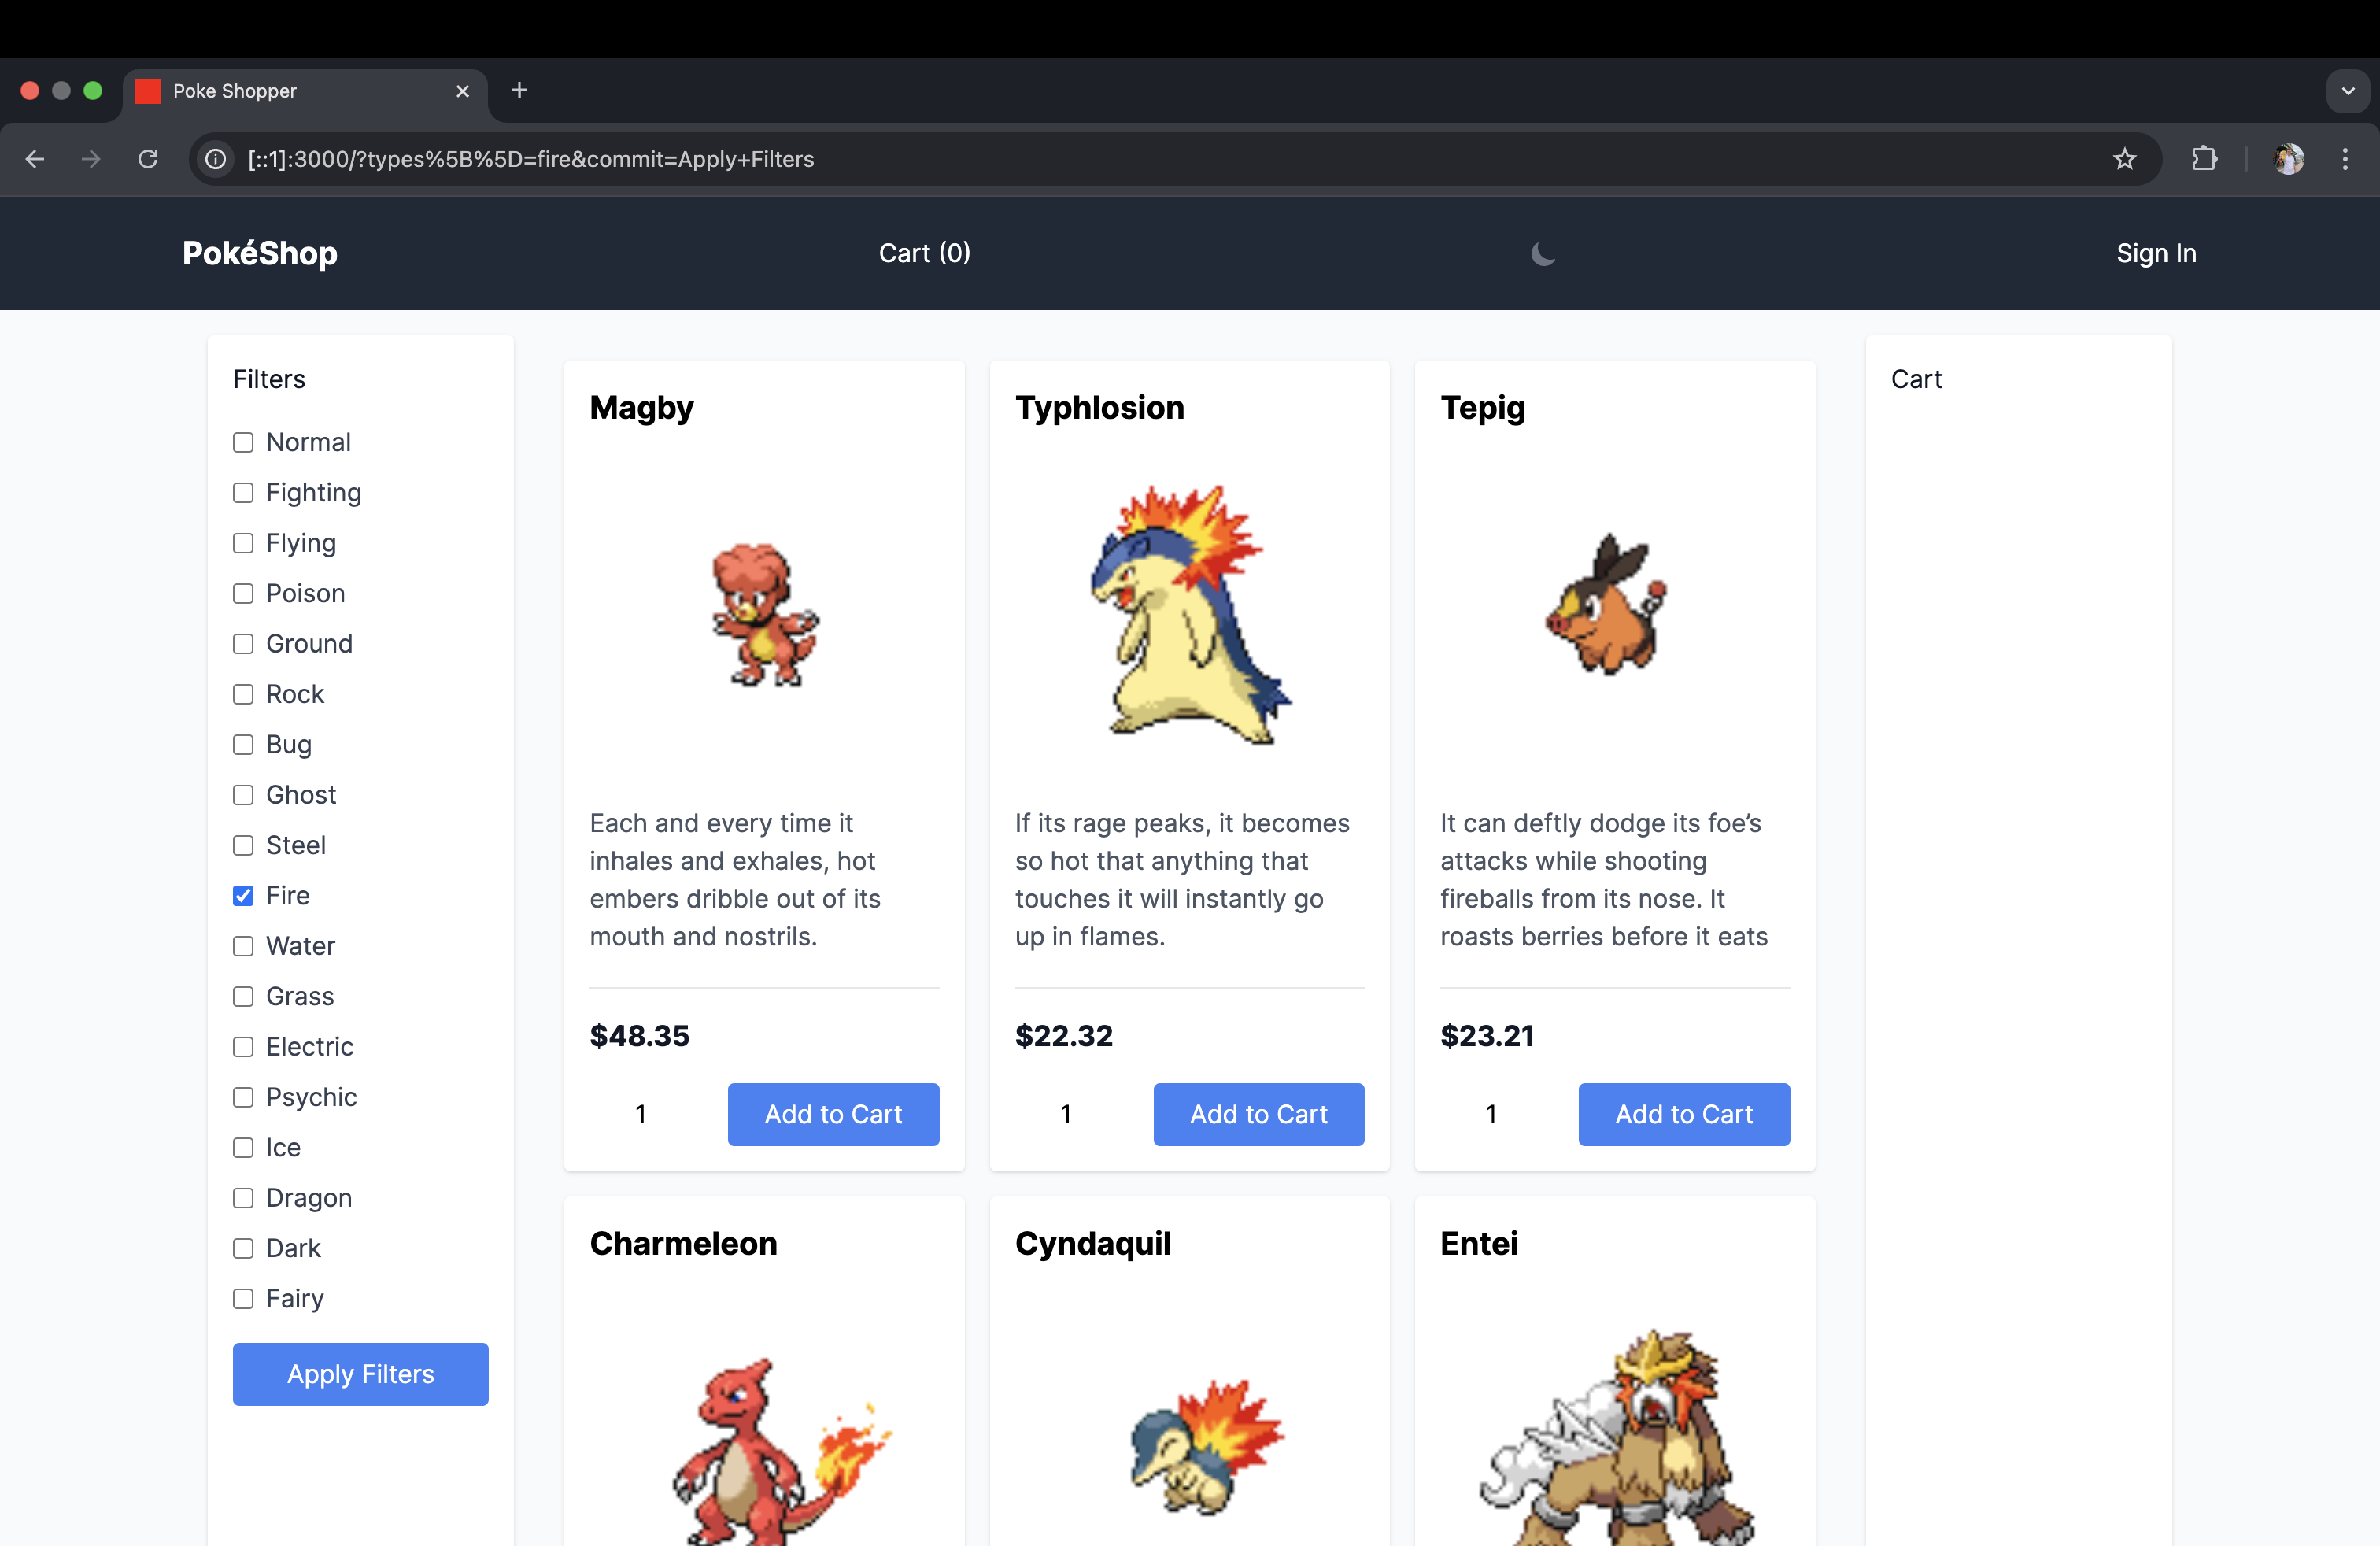 Poke Shopper
[::1]:3000/?types%5B%5D=fire&commit=Apply+Filters
PokéShop
Cart (0)
Sign In
Filters
Normal
Fighting
Flying
Poison
Ground
Rock
Bug
Ghost
Steel
Fire
Water
Grass
Electric
Psychic
Ice
Dragon
Dark
Fairy
Apply Filters
Magby
Each and every time it
inhales and exhales, hot
embers dribble out of its
mouth and nostrils.
$48.35
1
Add to Cart
Typhlosion
If its rage peaks, it becomes
so hot that anything that
touches it will instantly go
up in flames.
$22.32
1
Add to Cart
Tepig
It can deftly dodge its foe’s
attacks while shooting
fireballs from its nose. It
roasts berries before it eats
$23.21
1
Add to Cart
Charmeleon
Cyndaquil
Entei
Cart